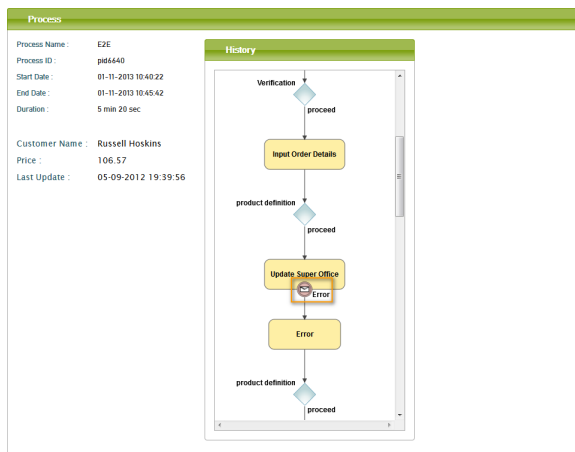 Process
Process Name : E2E
Process ID : pid6640
Start Date : 01-11-2013 10:40:22
End Date : 01-11-2013 10:45:42
Duration : 5 min 20 sec
Customer Name : Russell Hoskins
Price : 106.57
Last Update : 05-09-2012 19:39:56
History
Verification
proceed
Input Order Details
product definition
proceed
Update Super Office
Error
Error
product definition
proceed